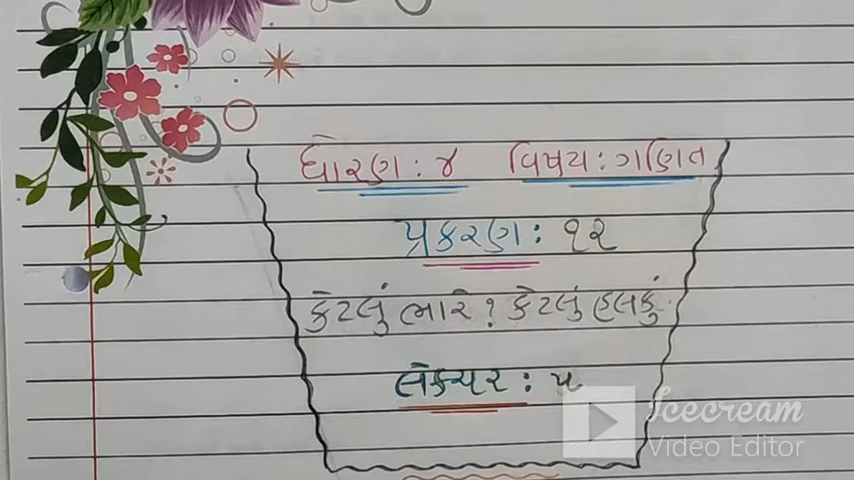 ધોરણ : ૪ વિષય : ગણિત
પ્રકરણ : ૧૨
કેટલું ભારે ? કેટલું હલકું
લેક્ચર : ૫
Icecream
Video Editor